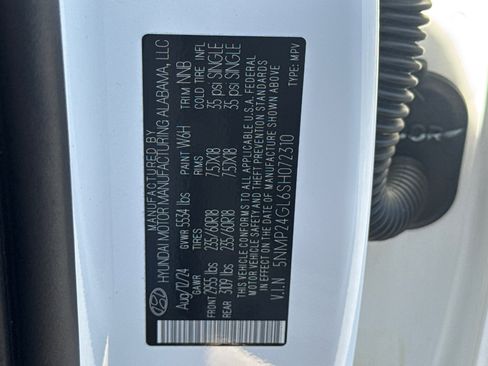 MANUFACTURED BY
HYUNDAI MOTOR MANUFACTURING ALABAMA, LLC
Aug/07/24 GVWR 5534 lbs PAINT W6H TRIM NNB
GAWR TIRES RIMS COLD TIRE INFL
FRONT 2955 lbs 235/60R18 7.5JX18 35 psi SINGLE
REAR 3109 lbs 235/60R18 7.5JX18 35 psi SINGLE
THIS VEHICLE CONFORMS TO ALL APPLICABLE U.S.A. FEDERAL
MOTOR VEHICLE SAFETY AND THEFT PREVENTION STANDARDS
IN EFFECT ON THE DATE OF MANUFACTURE SHOWN ABOVE
V.I.N 5NMP24GL6SH072310 TYPE: MPV